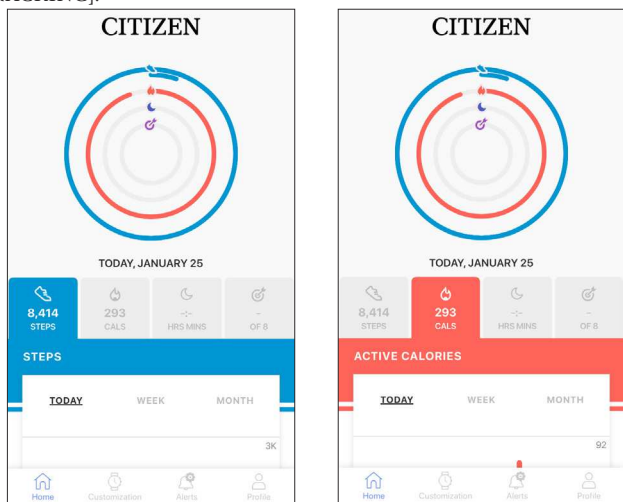 CITIZEN
TODAY, JANUARY 25
8,414
STEPS
293
CALS
-:-
HRS MINS
-
OF 8
STEPS
TODAY WEEK MONTH
3K
Home Customization Alerts Profile
CITIZEN
TODAY, JANUARY 25
8,414
STEPS
293
CALS
-:-
HRS MINS
-
OF 8
ACTIVE CALORIES
TODAY WEEK MONTH
92
Home Customization Alerts Profile